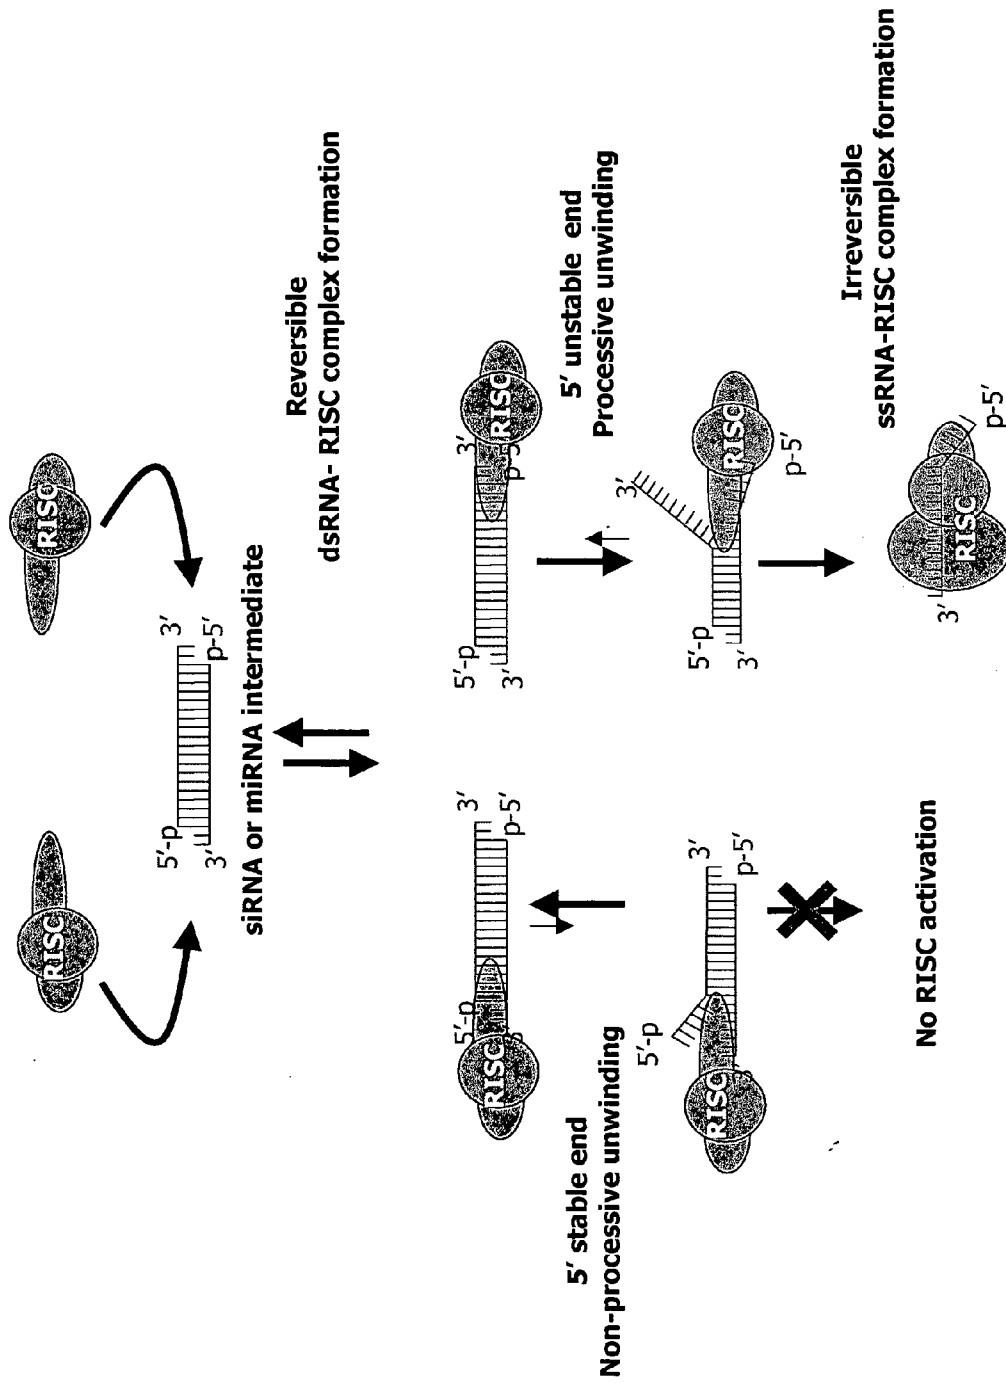 RISC
RISC
5'-p
3'
3'
p-5'
siRNA or miRNA intermediate
Reversible
dsRNA- RISC complex formation
5'-p
RISC
3'
p-5'
5'-p
3'
3'
RISC
p-5'
5' stable end
Non-processive unwinding
5' unstable end
Processive unwinding
5'-p
RISC
3'
p-5'
3'
5'-p
3'
RISC
p-5'
No RISC activation
Irreversible
ssRNA-RISC complex formation
3'
RISC
p-5'